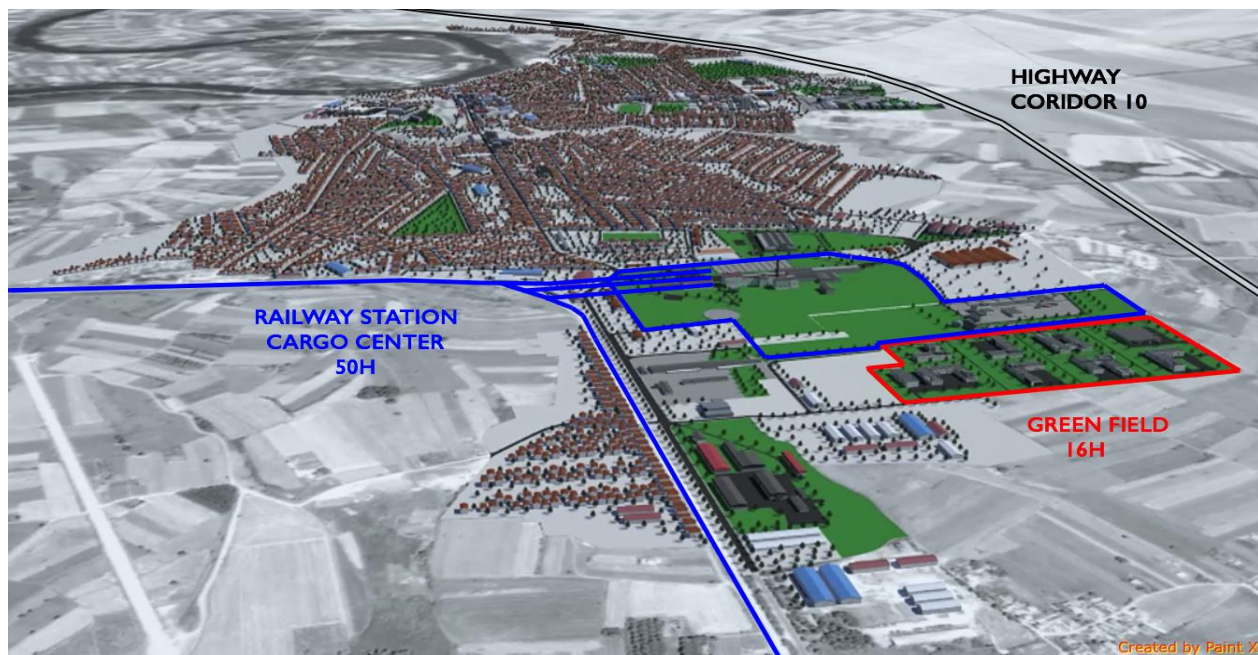 HIGHWAY
CORIDOR 10
RAILWAY STATION
CARGO CENTER
50H
GREEN FIELD
16H
Created by Paint X